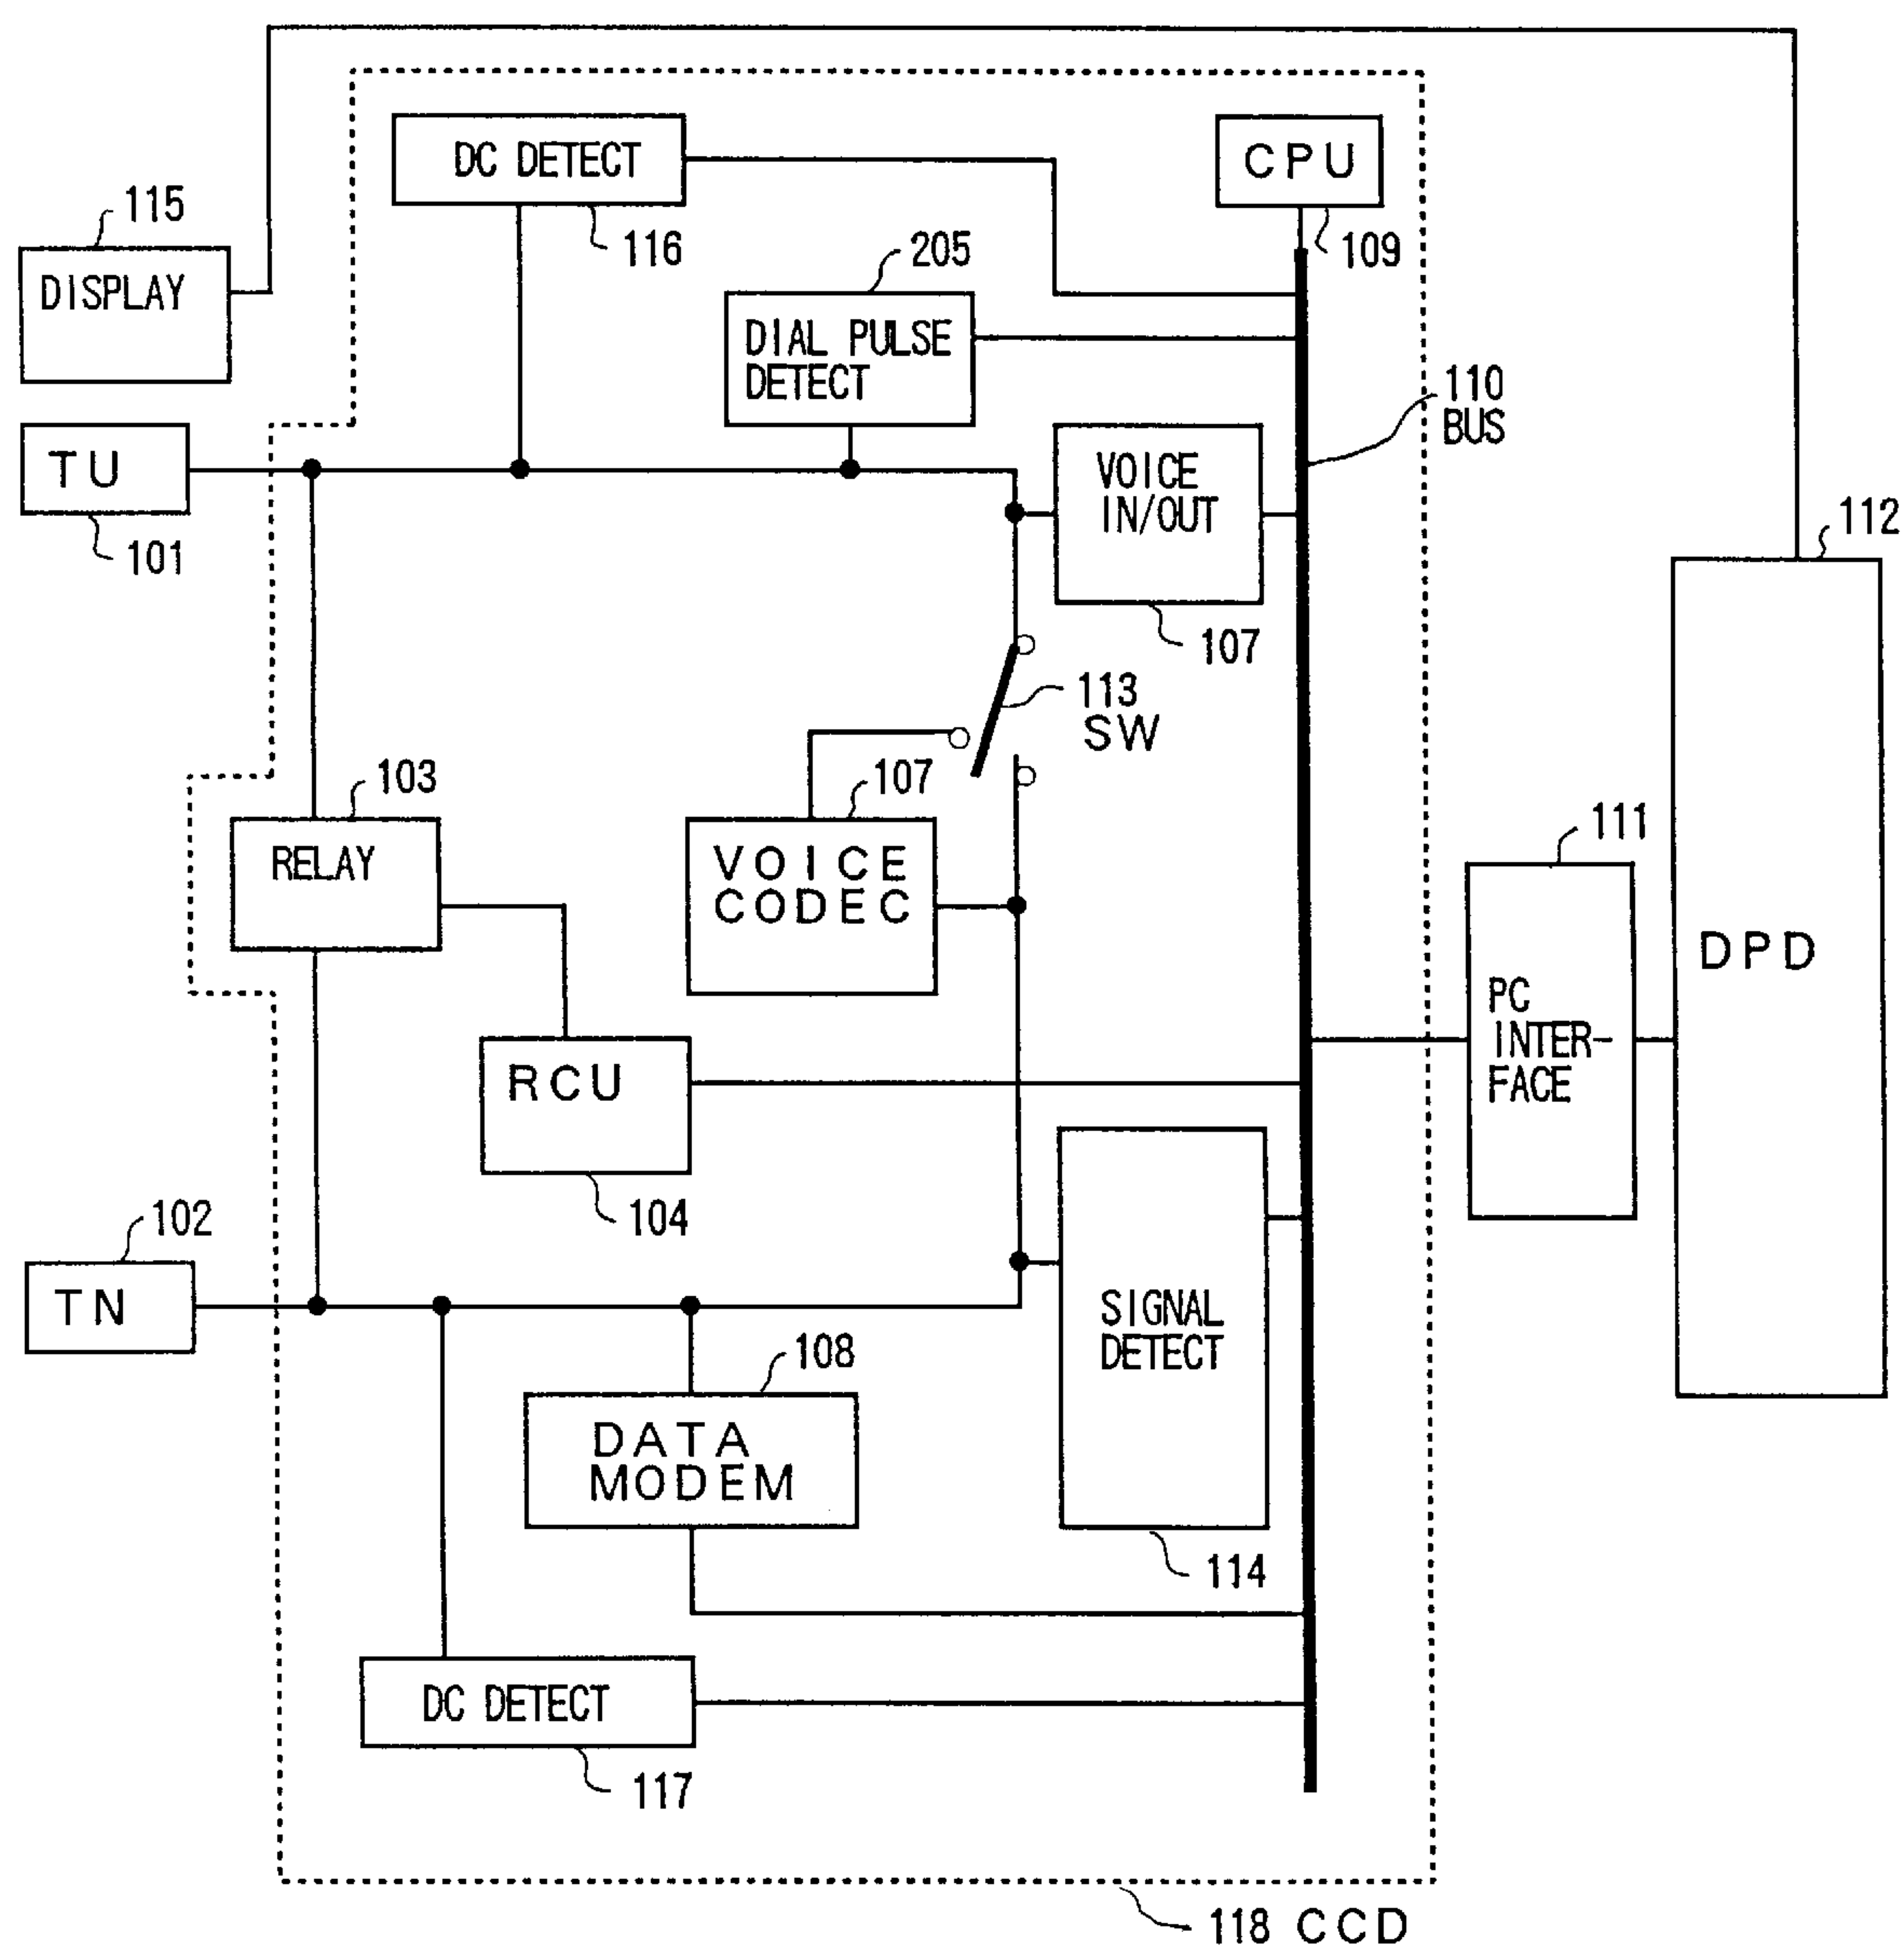 DC DETECT
CPU
115
116
205
109
DISPLAY
DIAL PULSE
DETECT
110
BUS
TU
VOICE
IN/OUT
101
112
107
113
SW
103
107
111
RELAY
VOICE
CODEC
DPD
PC
INTER-
FACE
RCU
104
102
TN
SIGNAL
DETECT
108
DATA
MODEM
114
DC DETECT
117
118 CCD